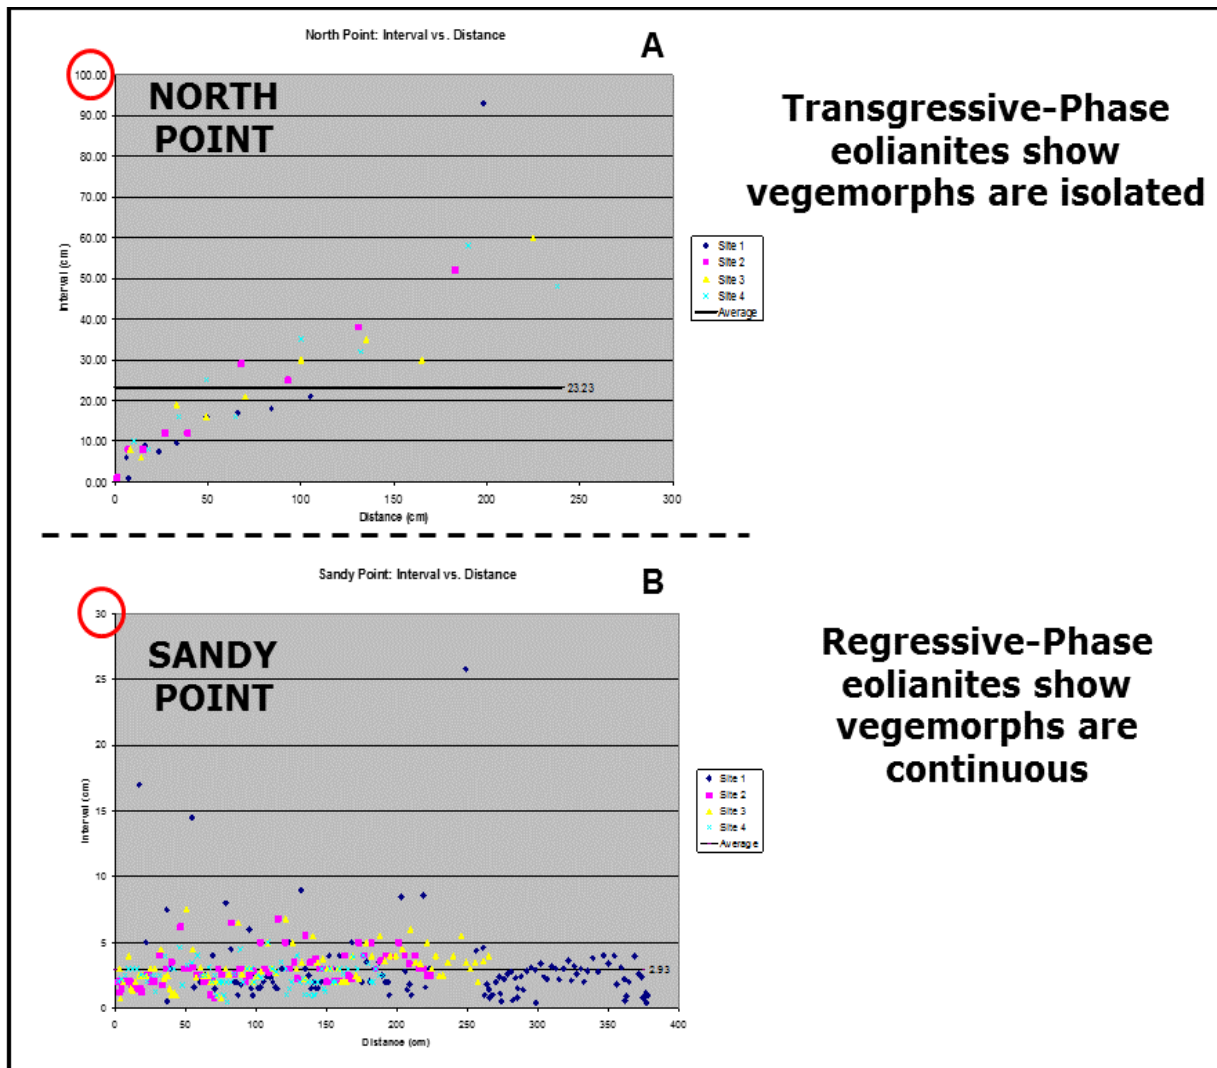 North Point: Interval vs. Distance
A
100.00
90.00
80.00
70.00
60.00
50.00
40.00
30.00
20.00
10.00
0.00
NORTH
POINT
Interval (cm)
23.23
0 50 100 150 200 250 300
Distance (cm)
Site 1
Site 2
Site 3
Site 4
Average
Transgressive-Phase
eolianites show
vegemorphs are isolated
Sandy Point: Interval vs. Distance
B
30
25
20
15
10
5
0
SANDY
POINT
Interval (cm)
2.93
0 50 100 150 200 250 300 350 400
Distance (cm)
Site 1
Site 2
Site 3
Site 4
Average
Regressive-Phase
eolianites show
vegemorphs are
continuous